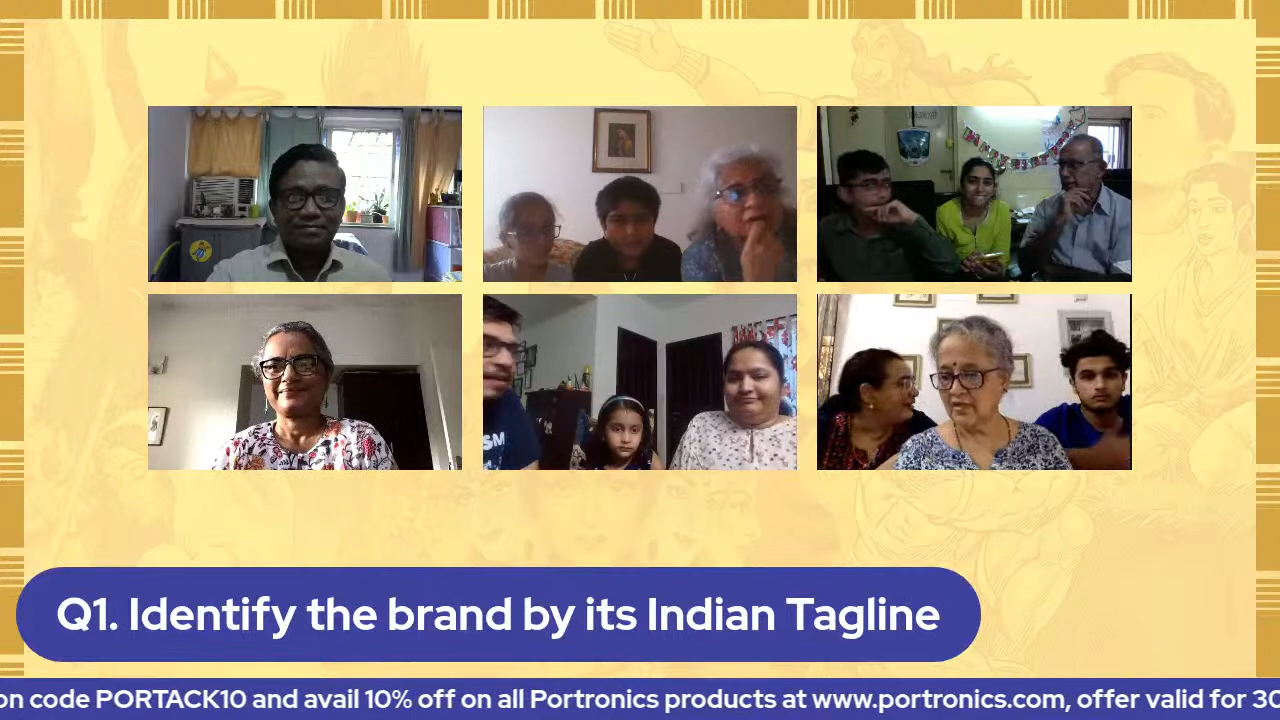 SM
Q1. Identify the brand by its Indian Tagline
on code PORTACK10 and avail 10% off on all Portronics products at www.portronics.com, offer valid for 30